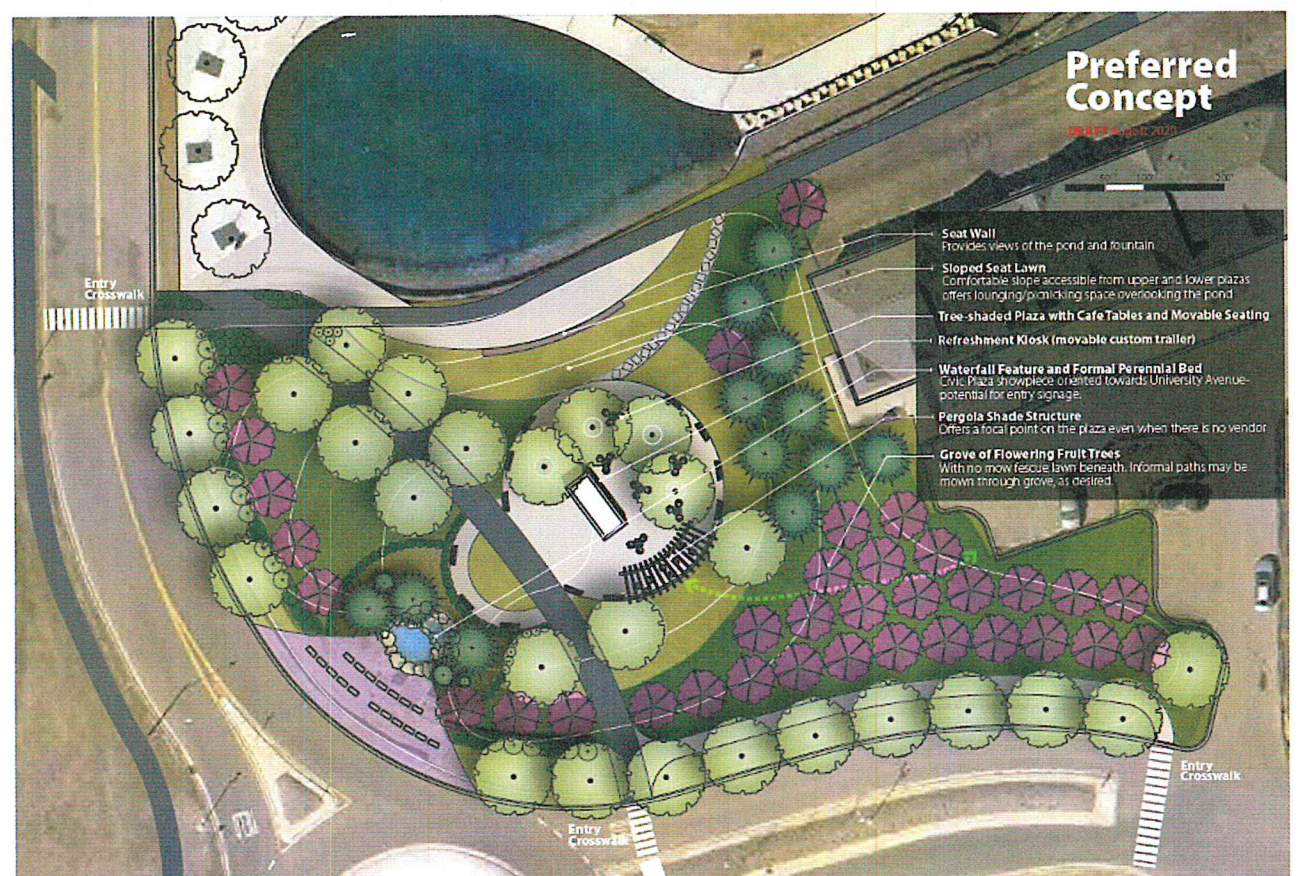 Preferred
Concept
DRAFT 2020
50' 100' 200'
Seat Wall
Provides views of the pond and fountain
Sloped Seat Lawn
Comfortable slope accessible from upper and lower plazas
offers lounging/picnicking space overlooking the pond
Tree-shaded Plaza with Cafe Tables and Movable Seating
Refreshment Kiosk (movable custom trailer)
Waterfall Feature and Formal Perennial Bed
Civic Plaza showpiece oriented towards University Avenue-
potential for entry signage.
Pergola Shade Structure
Offers a focal point on the plaza even when there is no vendor
Grove of Flowering Fruit Trees
With no mow fescue lawn beneath. Informal paths may be
mown through grove, as desired.
Entry
Crosswalk
Entry
Crosswalk
Entry
Crosswalk